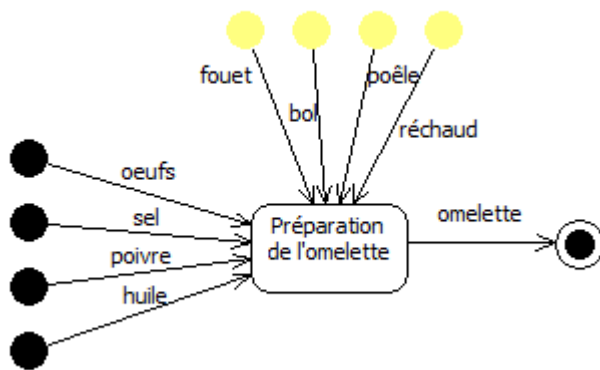 fouet
bol
poêle
réchaud
oeufs
sel
poivre
huile
Préparation
de l'omelette
omelette